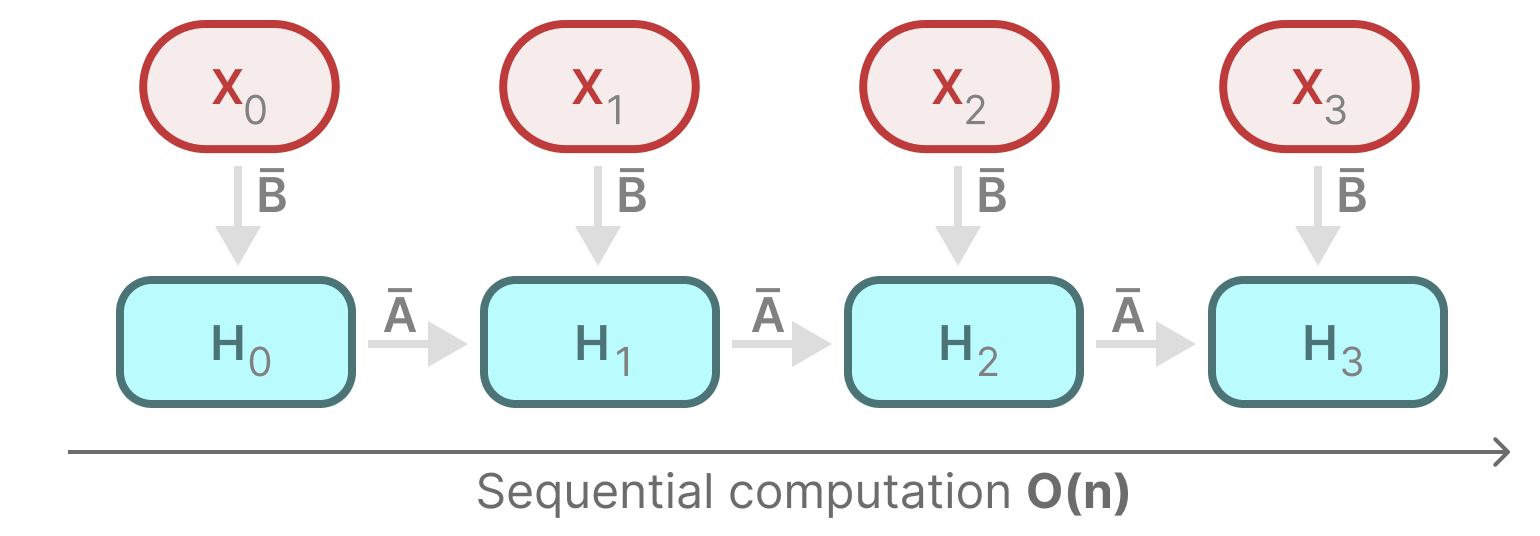 X₀ X₁ X₂ X₃
B̅ B̅ B̅ B̅
A̅ A̅ A̅
H₀ H₁ H₂ H₃
Sequential computation O(n)